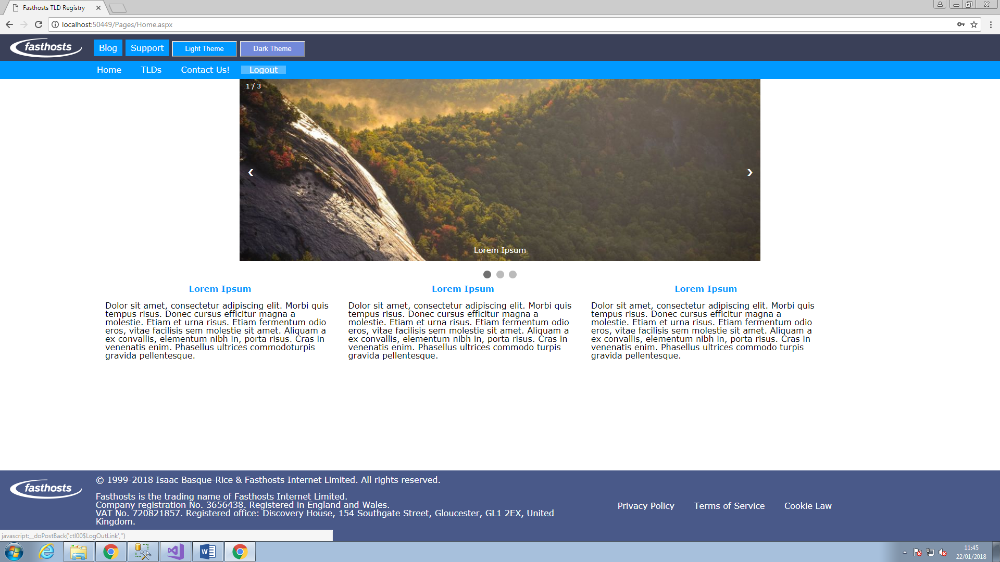 Fasthosts TLD Registry
localhost:50449/Pages/Home.aspx
fasthosts
Blog
Support
Light Theme
Dark Theme
Home
TLDs
Contact Us!
Logout
1 / 3
❮
❯
Lorem Ipsum
Lorem Ipsum
Dolor sit amet, consectetur adipiscing elit. Morbi quis
tempus risus. Donec cursus efficitur magna a
molestie. Etiam et urna risus. Etiam fermentum odio
eros, vitae facilisis sem molestie sit amet. Aliquam a
ex convallis, elementum nibh in, porta risus. Cras in
venenatis enim. Phasellus ultrices commodoturpis
gravida pellentesque.
Lorem Ipsum
Dolor sit amet, consectetur adipiscing elit. Morbi quis
tempus risus. Donec cursus efficitur magna a
molestie. Etiam et urna risus. Etiam fermentum odio
eros, vitae facilisis sem molestie sit amet. Aliquam a
ex convallis, elementum nibh in, porta risus. Cras in
venenatis enim. Phasellus ultrices commodo turpis
gravida pellentesque.
Lorem Ipsum
Dolor sit amet, consectetur adipiscing elit. Morbi quis
tempus risus. Donec cursus efficitur magna a
molestie. Etiam et urna risus. Etiam fermentum odio
eros, vitae facilisis sem molestie sit amet. Aliquam a
ex convallis, elementum nibh in, porta risus. Cras in
venenatis enim. Phasellus ultrices commodo turpis
gravida pellentesque.
fasthosts
© 1999-2018 Isaac Basque-Rice & Fasthosts Internet Limited. All rights reserved.
Fasthosts is the trading name of Fasthosts Internet Limited.
Company registration No. 3656438. Registered in England and Wales.
VAT No. 720821857. Registered office: Discovery House, 154 Southgate Street, Gloucester, GL1 2EX, United
Kingdom.
Privacy Policy
Terms of Service
Cookie Law
javascript:__doPostBack('ctl00$LogOutLink','')
11:45
22/01/2018